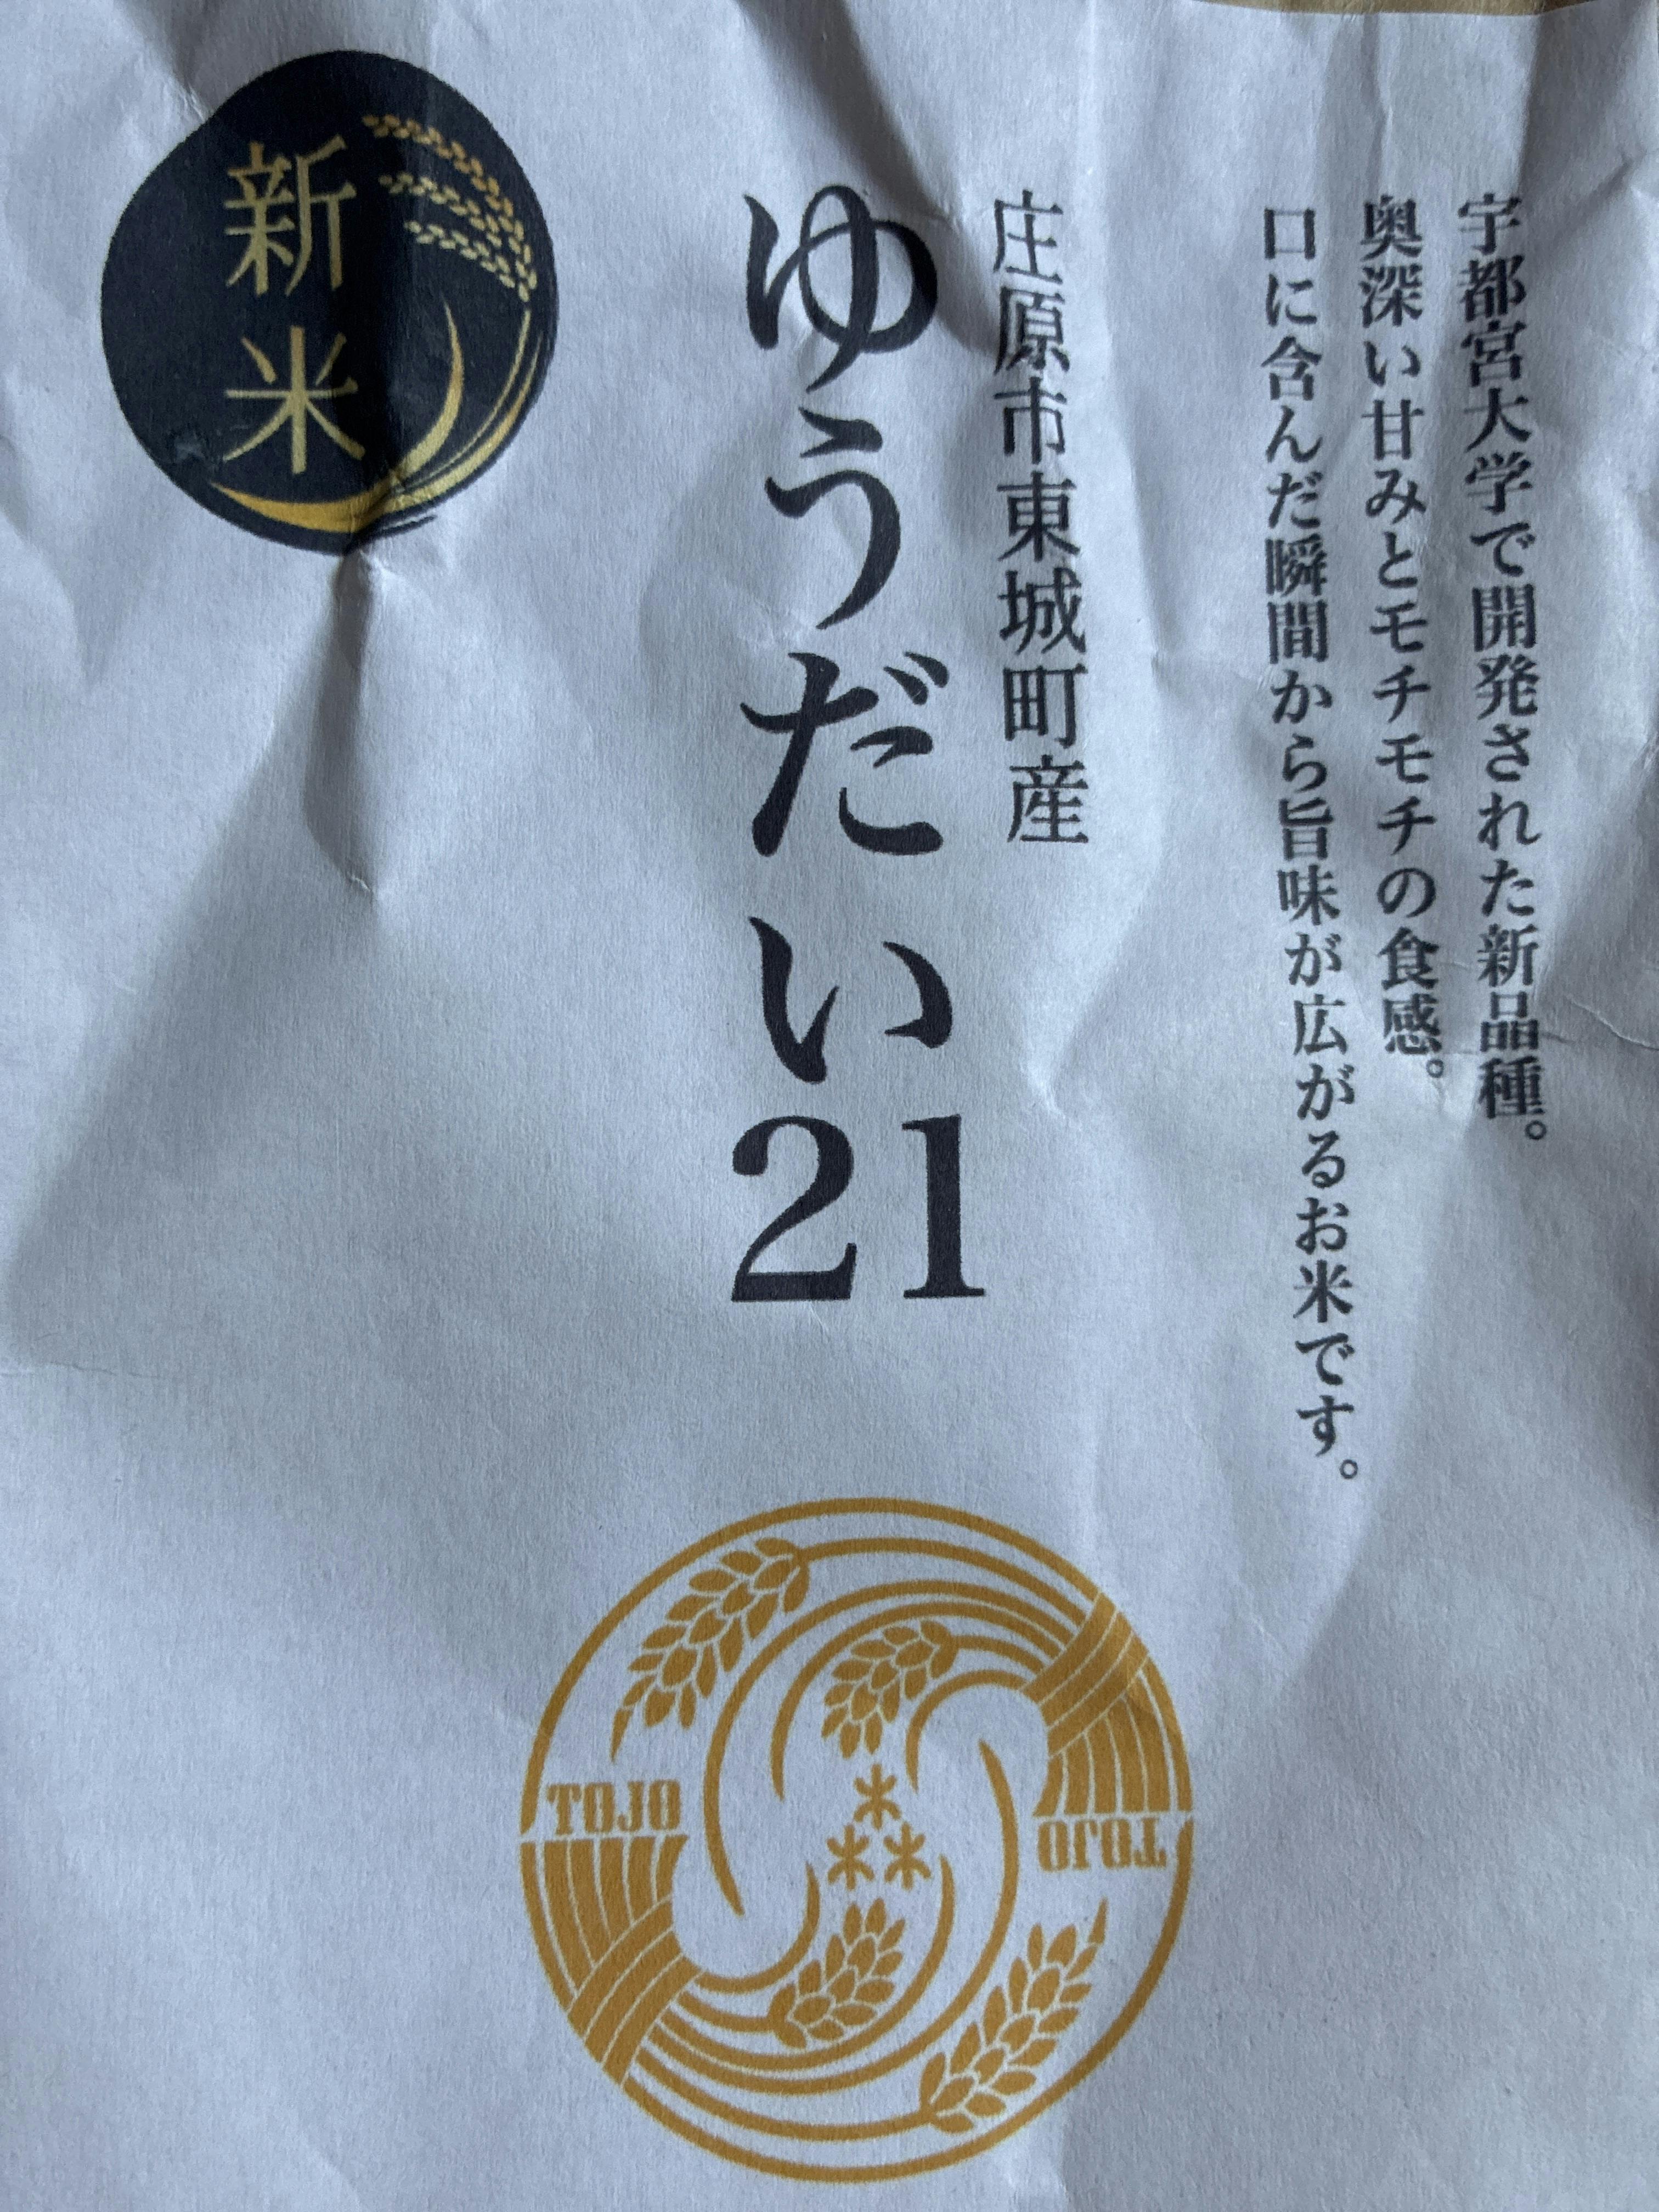 宇都宮大学で開発された新品種。
奥深い甘みとモチモチの食感。
口に含んだ瞬間から旨味が広がるお米です。
庄原市東城町産
ゆうだい21
新米
TOJO
TOJO